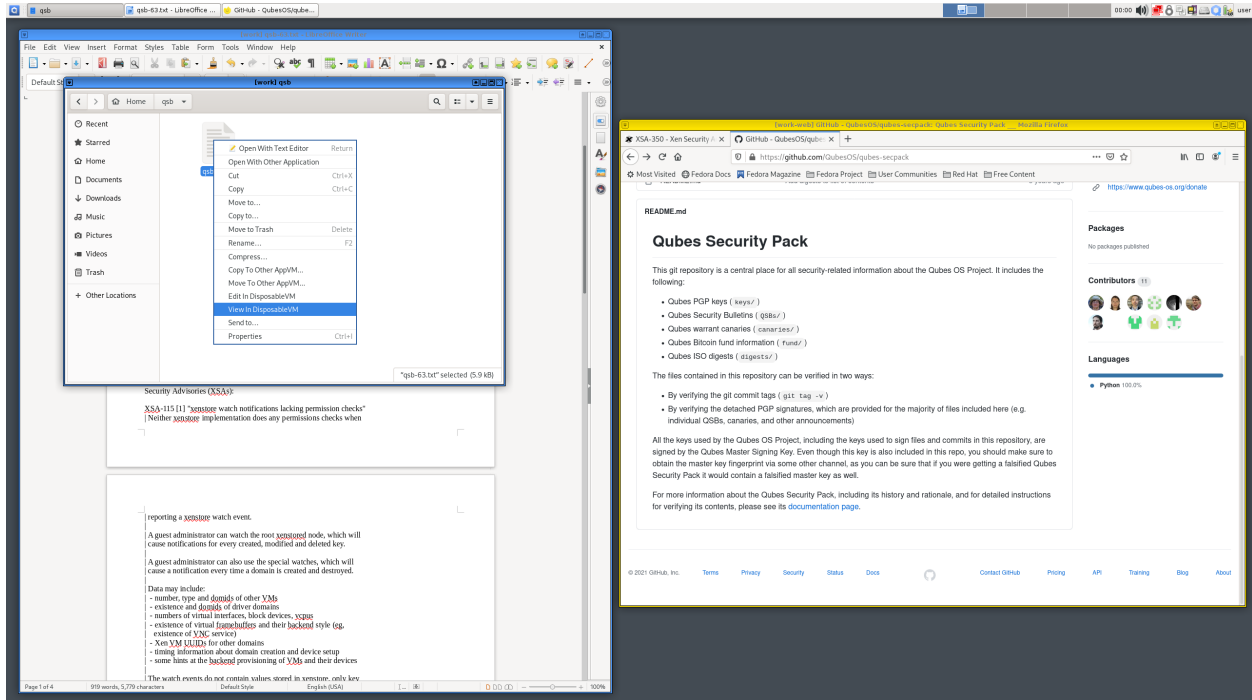 qsb
qsb-63.txt - LibreOffice ...
GitHub - QubesOS/qube...
00:00
user
File Edit View Insert Format Styles Table Form Tools Window Help
Default St
[work] qsb
Home qsb
Recent
Starred
Home
Documents
Downloads
Music
Pictures
Videos
Trash
+ Other Locations
qsb
Open With Text Editor Return
Open With Other Application
Cut Ctrl+X
Copy Ctrl+C
Move to...
Copy to...
Move to Trash Delete
Rename... F2
Compress...
Copy To Other AppVM...
Move To Other AppVM...
Edit In DisposableVM
View In DisposableVM
Send to...
Properties Ctrl+I
"qsb-63.txt" selected (5.9 kB)
Security Advisories (XSAs):
XSA-115 [1] "xenstore watch notifications lacking permission checks"
| Neither xenstore implementation does any permissions checks when
| reporting a xenstore watch event.
|
| A guest administrator can watch the root xenstored node, which will
| cause notifications for every created, modified and deleted key.
|
| A guest administrator can also use the special watches, which will
| cause a notification every time a domain is created and destroyed.
|
| Data may include:
| - number, type and domids of other VMs
| - existence and domids of driver domains
| - numbers of virtual interfaces, block devices, vcpus
| - existence of virtual framebuffers and their backend style (eg,
| existence of VNC service)
| - Xen VM UUIDs for other domains
| - timing information about domain creation and device setup
| - some hints at the backend provisioning of VMs and their devices
|
| The watch events do not contain values stored in xenstore, only key
Page 1 of 4 919 words, 5,779 characters Default Style English (USA) 100%
[work-web] GitHub - QubesOS/qubes-secpack: Qubes Security Pack __ Mozilla Firefox
XSA-350 - Xen Security A
GitHub - QubesOS/qubes
https://github.com/QubesOS/qubes-secpack
Most Visited Fedora Docs Fedora Magazine Fedora Project User Communities Red Hat Free Content
https://www.qubes-os.org/donate
README.md
Qubes Security Pack
This git repository is a central place for all security-related information about the Qubes OS Project. It includes the
following:
• Qubes PGP keys ( keys/ )
• Qubes Security Bulletins ( QSBs/ )
• Qubes warrant canaries ( canaries/ )
• Qubes Bitcoin fund information ( fund/ )
• Qubes ISO digests ( digests/ )
The files contained in this repository can be verified in two ways:
• By verifying the git commit tags ( git tag -v )
• By verifying the detached PGP signatures, which are provided for the majority of files included here (e.g.
individual QSBs, canaries, and other announcements)
All the keys used by the Qubes OS Project, including the keys used to sign files and commits in this repository, are
signed by the Qubes Master Signing Key. Even though this key is also included in this repo, you should make sure to
obtain the master key fingerprint via some other channel, as you can be sure that if you were getting a falsified Qubes
Security Pack it would contain a falsified master key as well.
For more information about the Qubes Security Pack, including its history and rationale, and for detailed instructions
for verifying its contents, please see its documentation page.
Packages
No packages published
Contributors 11
Languages
Python 100.0%
© 2021 GitHub, Inc. Terms Privacy Security Status Docs Contact GitHub Pricing API Training Blog About